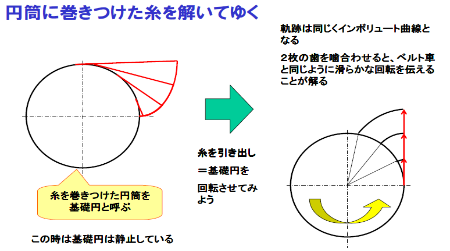 円筒に巻きつけた糸を解いてゆく
軌跡は同じくインボリュート曲線と
なる
2枚の歯を噛合わせると、ベルト車
と同じように滑らかな回転を伝える
ことが解る
糸を引き出し
＝基礎円を
回転させてみ
よう
糸を巻きつけた円筒を
基礎円と呼ぶ
この時は基礎円は静止している